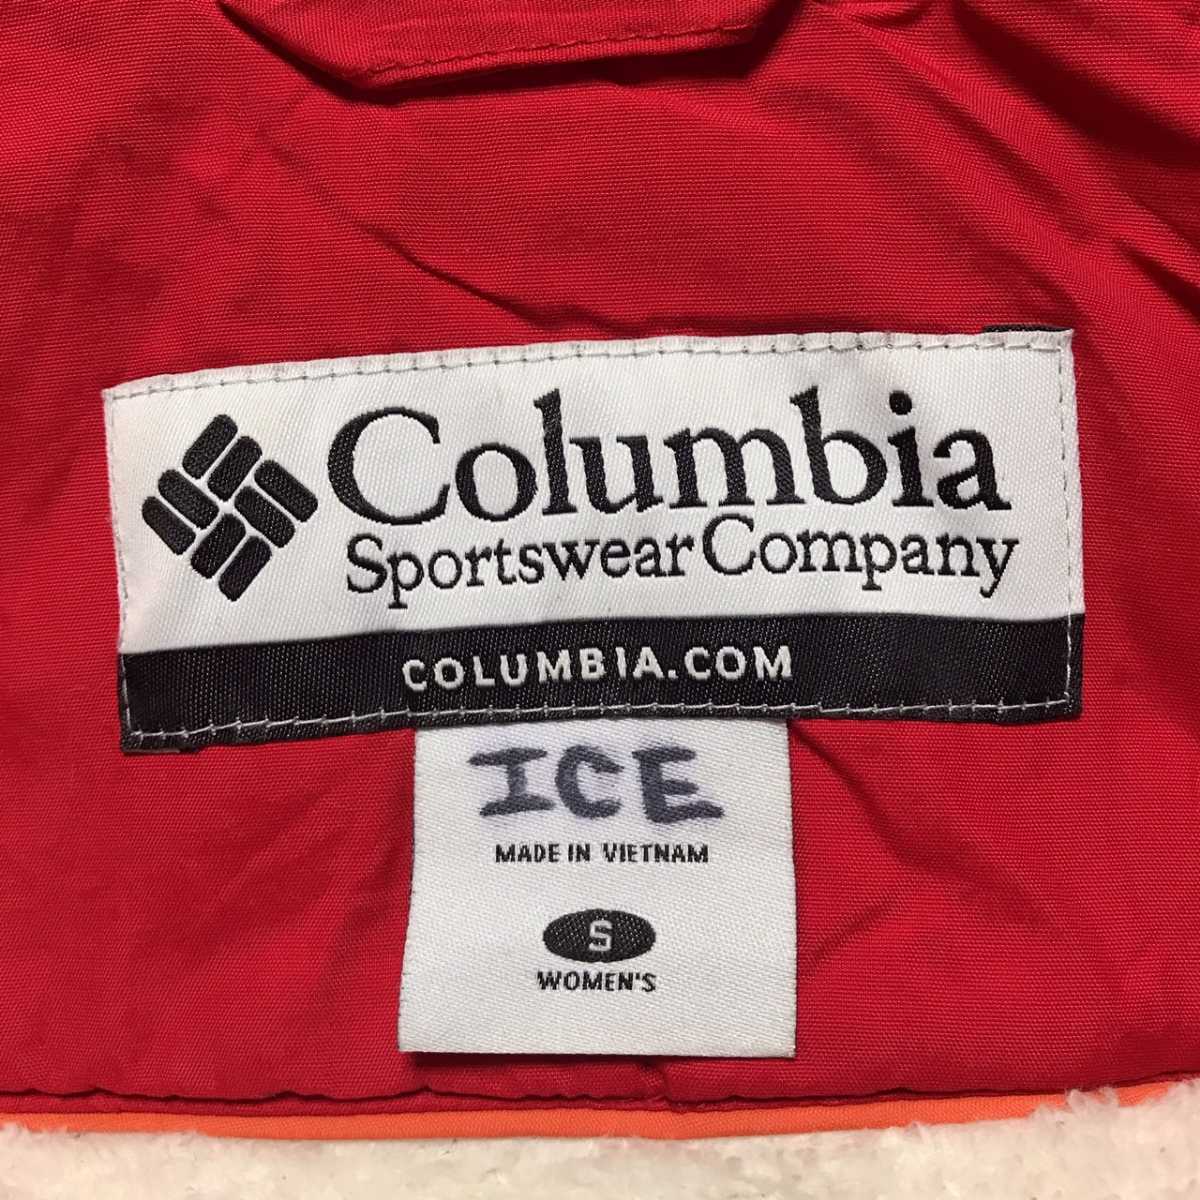 Columbia
Sportswear Company
COLUMBIA.COM
ICE
MADE IN VIETNAM
S
WOMEN'S